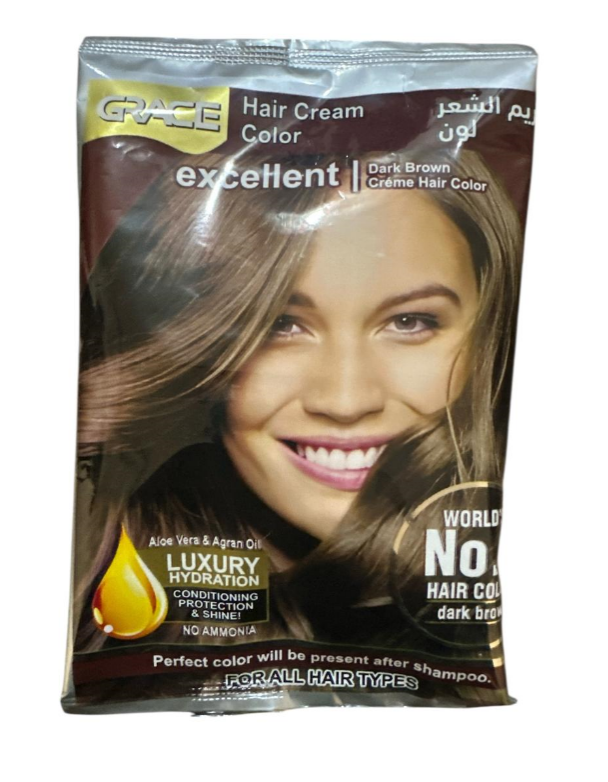 GRACE
Hair Cream
Color
الشعر
لون
excellent
Dark Brown
Créme Hair Color
Aloe Vera & Agran Oil
LUXURY
HYDRATION
CONDITIONING
PROTECTION
& SHINE!
NO AMMONIA
WORLD'S
No.
HAIR COL
dark brow
Perfect color will be present after shampoo.
FOR ALL HAIR TYPES